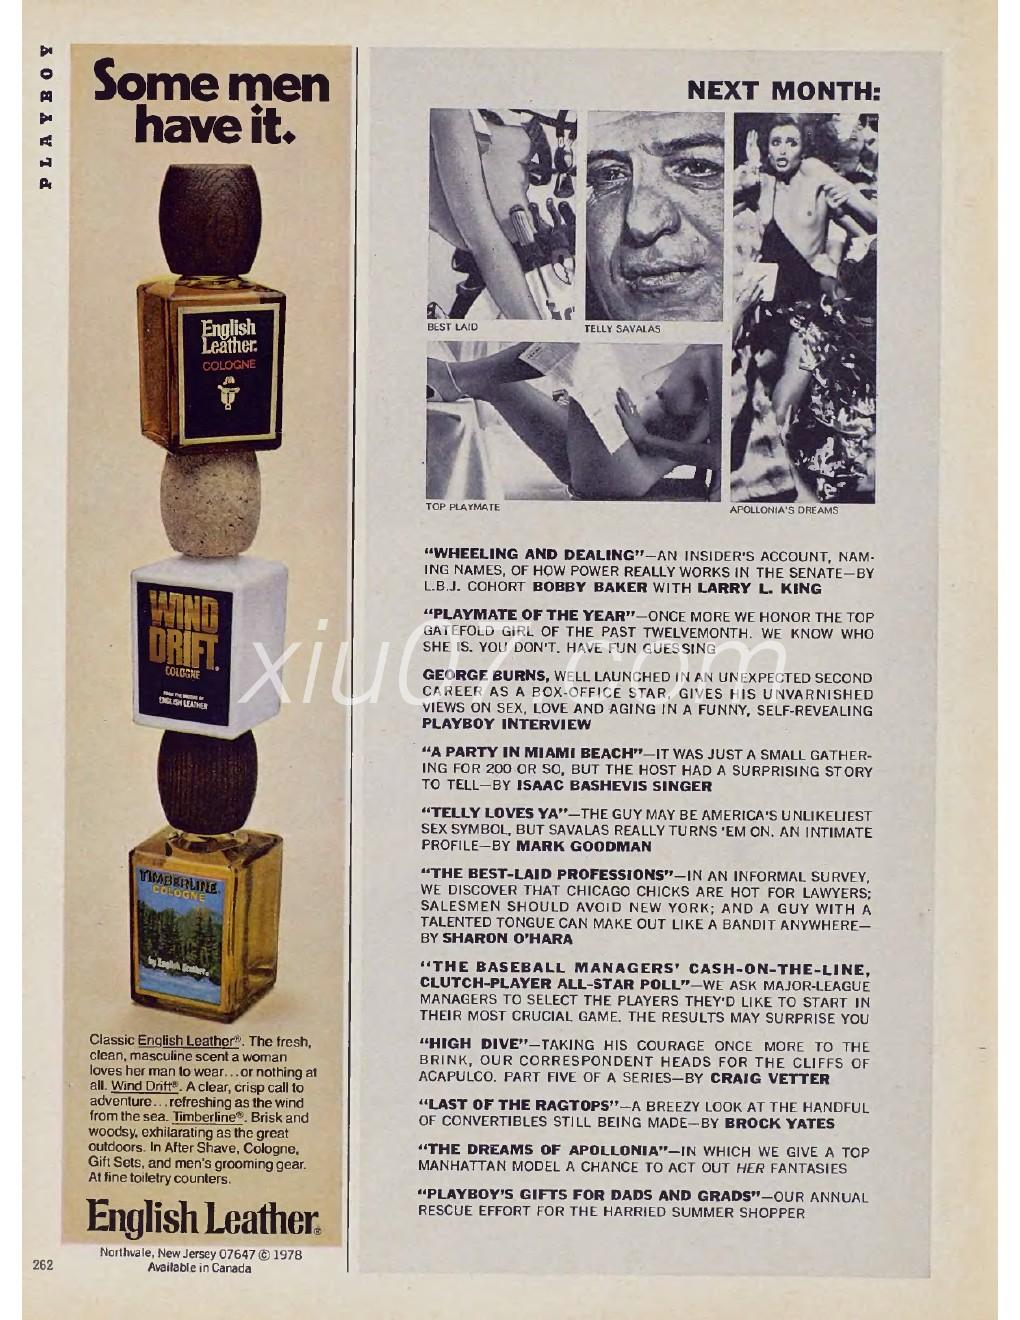 PLAYBOY
Some men
have it.
English
Leather.
COLOGNE
WIND
DRIFT.
COLOGNE
ENGLISH LEATHER
TIMBERLINE
COLOGNE
by English Leather
Classic English Leather®. The fresh,
clean, masculine scent a woman
loves her man to wear...or nothing at
all. Wind Drift®. A clear, crisp call to
adventure...refreshing as the wind
from the sea. Timberline®. Brisk and
woodsy, exhilarating as the great
outdoors. In After Shave, Cologne,
Gift Sets, and men's grooming gear.
At fine toiletry counters.
English Leather®
Northvale, New Jersey 07647 © 1978
Available in Canada
262
NEXT MONTH:
BEST LAID
TELLY SAVALAS
TOP PLAYMATE
APOLLONIA'S DREAMS
"WHEELING AND DEALING"—AN INSIDER'S ACCOUNT, NAM-
ING NAMES, OF HOW POWER REALLY WORKS IN THE SENATE—BY
L.B.J. COHORT BOBBY BAKER WITH LARRY L. KING
"PLAYMATE OF THE YEAR"—ONCE MORE WE HONOR THE TOP
GATEFOLD GIRL OF THE PAST TWELVEMONTH. WE KNOW WHO
SHE IS. YOU DON'T. HAVE FUN GUESSING
GEORGE BURNS, WELL LAUNCHED IN AN UNEXPECTED SECOND
CAREER AS A BOX-OFFICE STAR, GIVES HIS UNVARNISHED
VIEWS ON SEX, LOVE AND AGING IN A FUNNY, SELF-REVEALING
PLAYBOY INTERVIEW
"A PARTY IN MIAMI BEACH"—IT WAS JUST A SMALL GATHER-
ING FOR 200 OR SO, BUT THE HOST HAD A SURPRISING STORY
TO TELL—BY ISAAC BASHEVIS SINGER
"TELLY LOVES YA"—THE GUY MAY BE AMERICA'S UNLIKELIEST
SEX SYMBOL, BUT SAVALAS REALLY TURNS 'EM ON. AN INTIMATE
PROFILE—BY MARK GOODMAN
"THE BEST-LAID PROFESSIONS"—IN AN INFORMAL SURVEY,
WE DISCOVER THAT CHICAGO CHICKS ARE HOT FOR LAWYERS;
SALESMEN SHOULD AVOID NEW YORK; AND A GUY WITH A
TALENTED TONGUE CAN MAKE OUT LIKE A BANDIT ANYWHERE—
BY SHARON O'HARA
"THE BASEBALL MANAGERS' CASH-ON-THE-LINE,
CLUTCH-PLAYER ALL-STAR POLL"—WE ASK MAJOR-LEAGUE
MANAGERS TO SELECT THE PLAYERS THEY'D LIKE TO START IN
THEIR MOST CRUCIAL GAME. THE RESULTS MAY SURPRISE YOU
"HIGH DIVE"—TAKING HIS COURAGE ONCE MORE TO THE
BRINK, OUR CORRESPONDENT HEADS FOR THE CLIFFS OF
ACAPULCO. PART FIVE OF A SERIES—BY CRAIG VETTER
"LAST OF THE RAGTOPS"—A BREEZY LOOK AT THE HANDFUL
OF CONVERTIBLES STILL BEING MADE—BY BROCK YATES
"THE DREAMS OF APOLLONIA"—IN WHICH WE GIVE A TOP
MANHATTAN MODEL A CHANCE TO ACT OUT HER FANTASIES
"PLAYBOY'S GIFTS FOR DADS AND GRADS"—OUR ANNUAL
RESCUE EFFORT FOR THE HARRIED SUMMER SHOPPER
xiu07.com